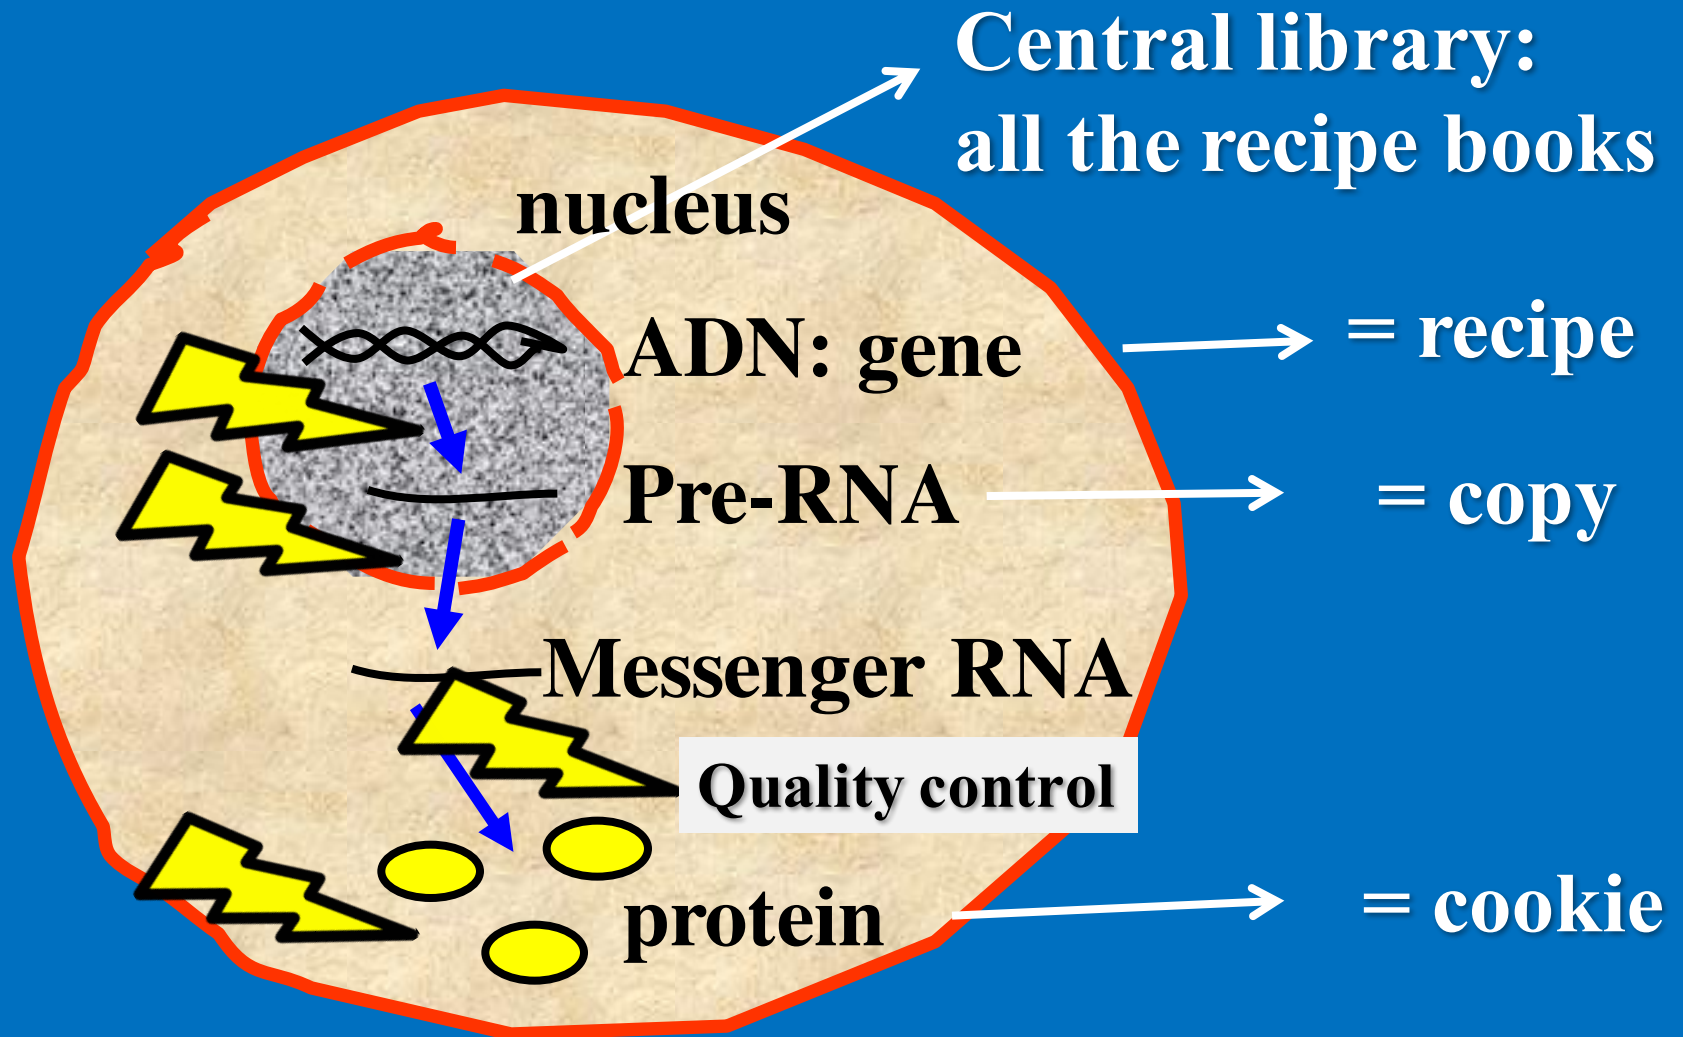 Central library:
all the recipe books
nucleus
ADN: gene
= recipe
Pre-RNA
= copy
Messenger RNA
Quality control
protein
= cookie